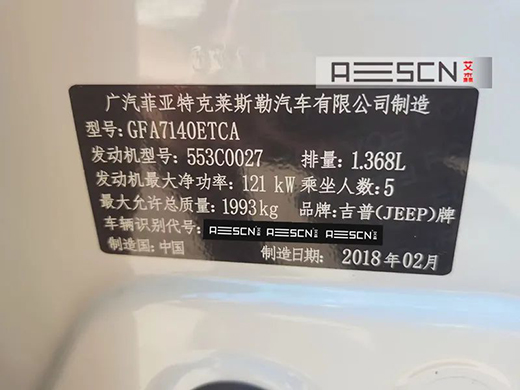 AESCN 艾森
广汽菲亚特克莱斯勒汽车有限公司制造
型号: GFA7140ETCA
发动机型号: 553C0027 排量: 1.368L
发动机最大净功率: 121 kW 乘坐人数: 5
最大允许总质量: 1993kg 品牌: 吉普(JEEP)牌
车辆识别代号: AESCN AESCN AESCN
制造国: 中国 制造日期: 2018年02月